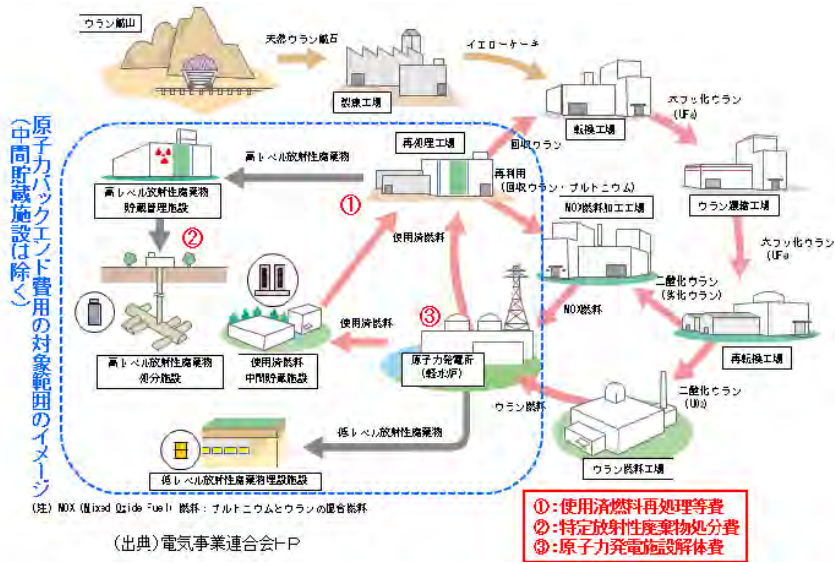 ウラン鉱山
天然ウラン鉱石
イエローケーキ
製錬工場
転換工場
六フッ化ウラン
(UF₆)
原子力バックエンド費用の対象範囲のイメージ
(中間貯蔵施設は除く)
再処理工場
回収ウラン
高レベル放射性廃棄物
再利用
(回収ウラン・プルトニウム)
高レベル放射性廃棄物
貯蔵管理施設
①
MOX燃料加工工場
ウラン濃縮工場
②
使用済燃料
使用済燃料
六フッ化ウラン
(UF₆)
二酸化ウラン
(劣化ウラン)
③
MOX燃料
使用済燃料
再転換工場
高レベル放射性廃棄物
処分施設
使用済燃料
中間貯蔵施設
原子力発電所
(軽水炉)
二酸化ウラン
(UO₂)
ウラン燃料
低レベル放射性廃棄物
ウラン燃料工場
低レベル放射性廃棄物埋設施設
(注) MOX (Mixed Oxide Fuel) 燃料：プルトニウムとウランの混合燃料
①:使用済燃料再処理等費
②:特定放射性廃棄物処分費
③:原子力発電施設解体費
(出典)電気事業連合会HP